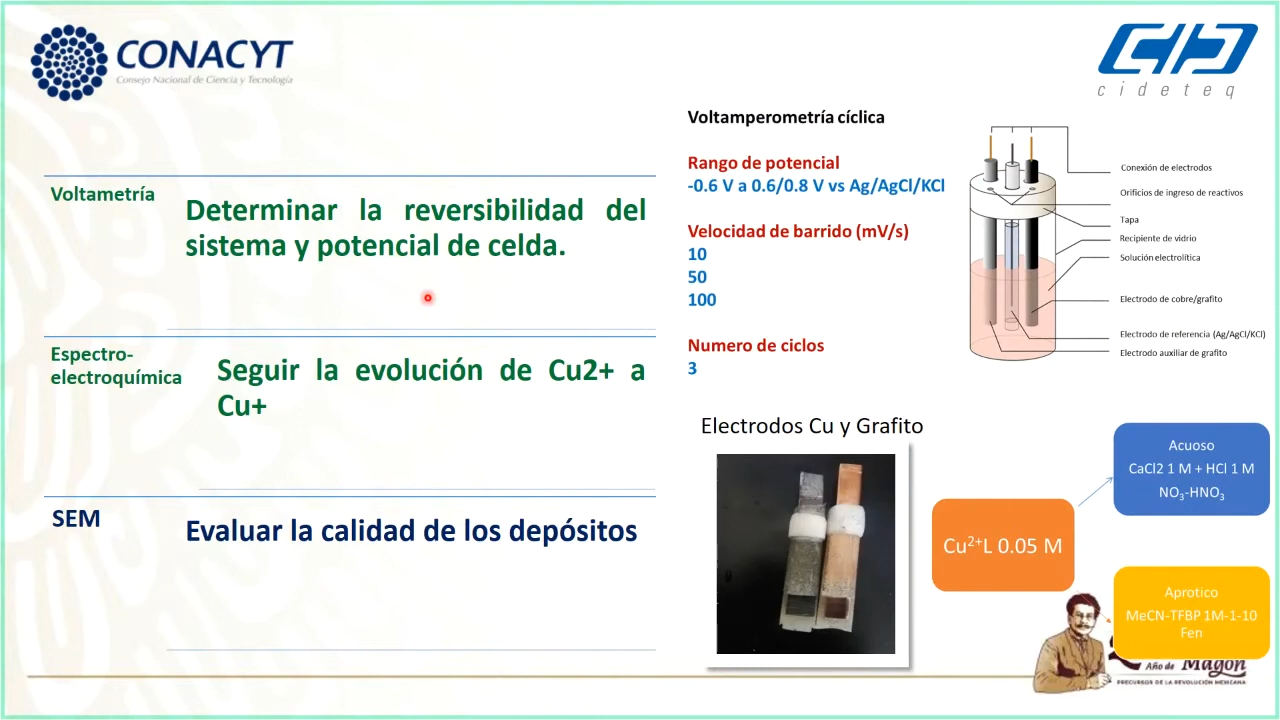 CONACYT
Consejo Nacional de Ciencia y Tecnología
cideteq
Voltametría
Determinar la reversibilidad del
sistema y potencial de celda.
Espectro-
electroquímica
Seguir la evolución de Cu2+ a
Cu+
SEM
Evaluar la calidad de los depósitos
Voltamperometría cíclica
Rango de potencial
-0.6 V a 0.6/0.8 V vs Ag/AgCl/KCl
Velocidad de barrido (mV/s)
10
50
100
Numero de ciclos
3
Conexión de electrodos
Orificios de ingreso de reactivos
Tapa
Recipiente de vidrio
Solución electrolítica
Electrodo de cobre/grafito
Electrodo de referencia (Ag/AgCl/KCl)
Electrodo auxiliar de grafito
Electrodos Cu y Grafito
Cu²⁺L 0.05 M
Acuoso
CaCl2 1 M + HCl 1 M
NO₃-HNO₃
Aprotico
MeCN-TFBP 1M-1-10
Fen
Año de Magón
PRECURSOR DE LA REVOLUCIÓN MEXICANA